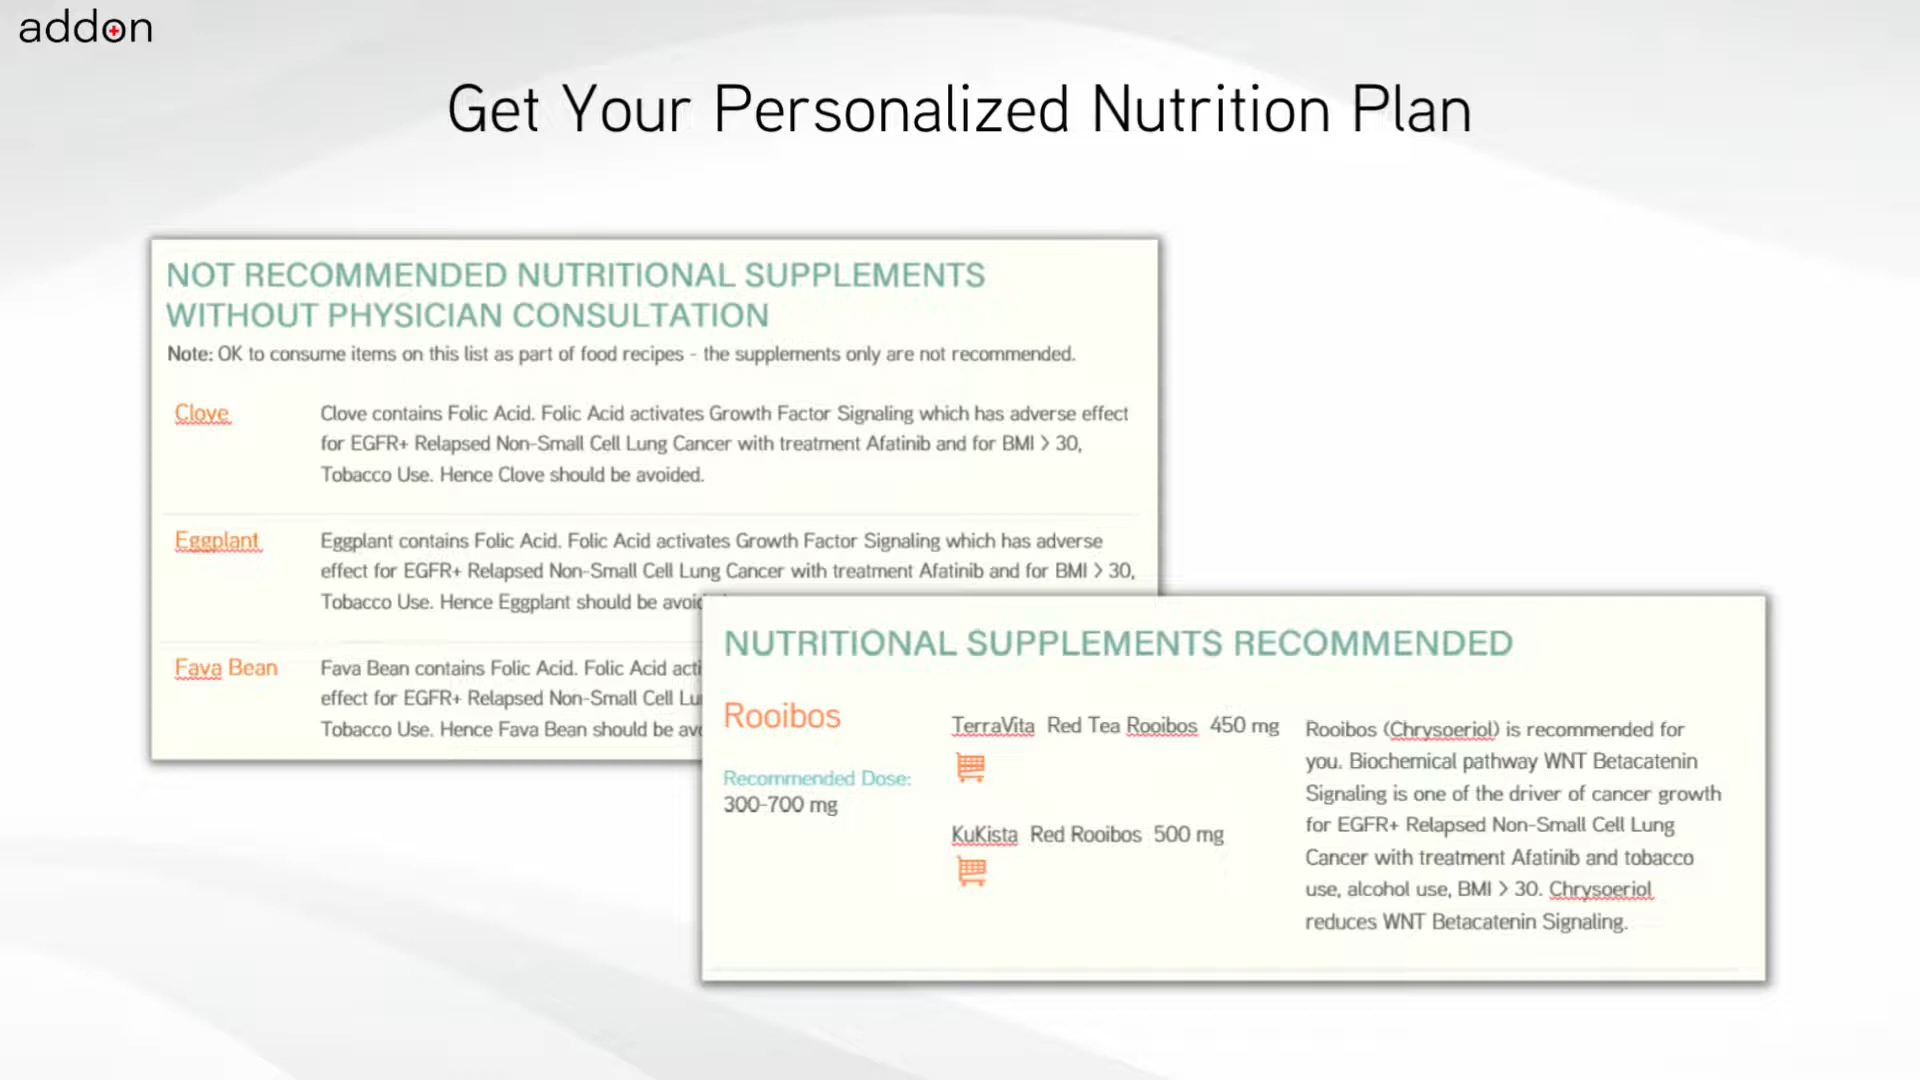 addon
Get Your Personalized Nutrition Plan
NOT RECOMMENDED NUTRITIONAL SUPPLEMENTS
WITHOUT PHYSICIAN CONSULTATION
Note: OK to consume items on this list as part of food recipes - the supplements only are not recommended.
Clove
Clove contains Folic Acid. Folic Acid activates Growth Factor Signaling which has adverse effect
for EGFR+ Relapsed Non-Small Cell Lung Cancer with treatment Afatinib and for BMI > 30,
Tobacco Use. Hence Clove should be avoided.
Eggplant
Eggplant contains Folic Acid. Folic Acid activates Growth Factor Signaling which has adverse
effect for EGFR+ Relapsed Non-Small Cell Lung Cancer with treatment Afatinib and for BMI > 30,
Tobacco Use. Hence Eggplant should be
Fava Bean
Fava Bean contains Folic Acid. Folic Acid
effect for EGFR+ Relapsed Non-Small Cell
Tobacco Use. Hence Fava Bean should be
NUTRITIONAL SUPPLEMENTS RECOMMENDED
Rooibos
Recommended Dose:
300-700 mg
TerraVita Red Tea Rooibos 450 mg
KuKista Red Rooibos 500 mg
Rooibos (Chrysoeriol) is recommended for
you. Biochemical pathway WNT Betacatenin
Signaling is one of the driver of cancer growth
for EGFR+ Relapsed Non-Small Cell Lung
Cancer with treatment Afatinib and tobacco
use, alcohol use, BMI > 30. Chrysoeriol
reduces WNT Betacatenin Signaling.